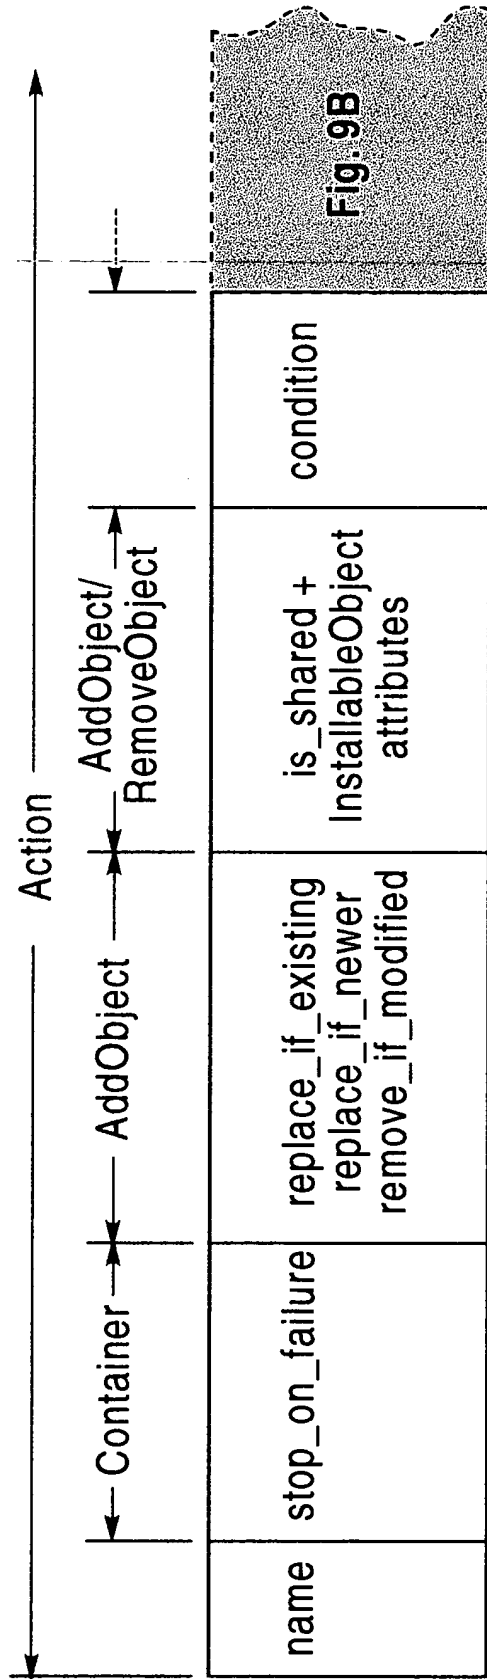 Action
Container
AddObject
AddObject/
RemoveObject
name
stop_on_failure
replace_if_existing
replace_if_newer
remove_if_modified
is_shared +
InstallableObject
attributes
condition
Fig. 9B